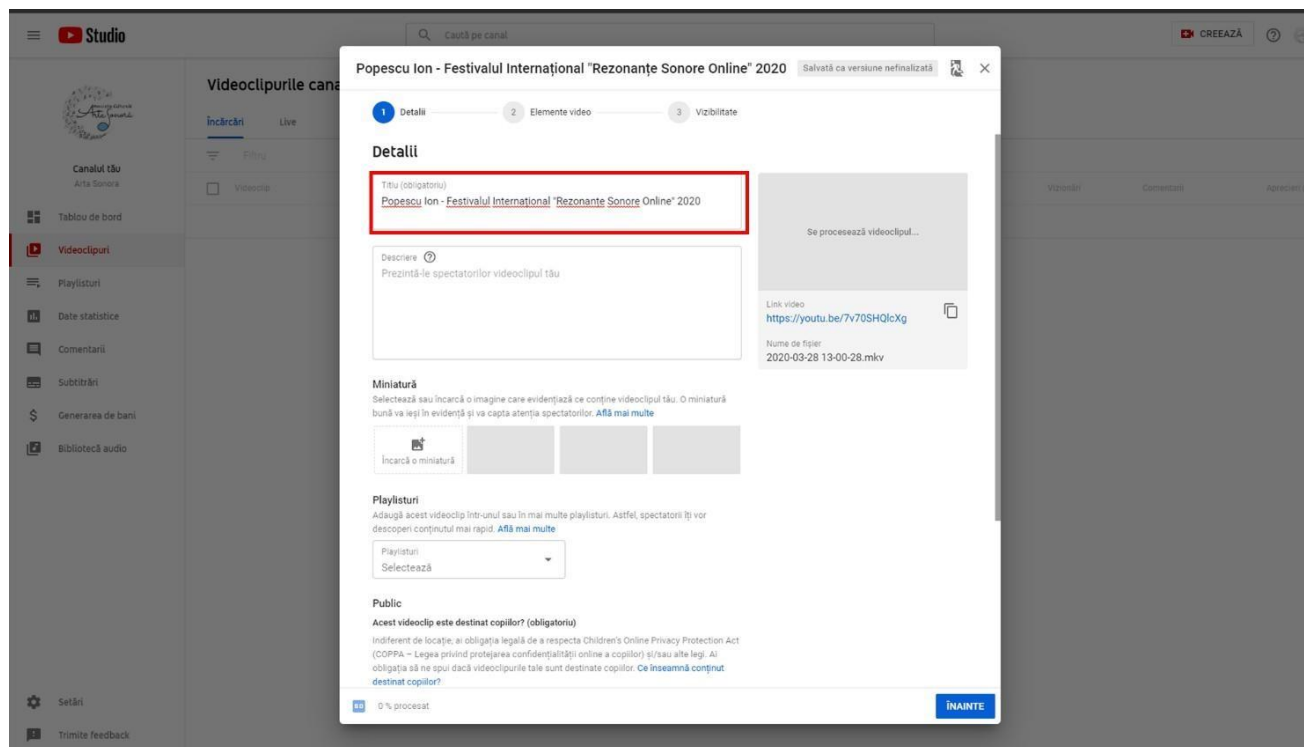 Studio
Caută pe canal
CREEAZĂ
Videoclipurile cana
Încărcări
Live
Filtru
Videoclip
Vizionări
Comentarii
Aprecieri
Arta Sonoră
Canalul tău
Arta Sonora
Tablou de bord
Videoclipuri
Playlisturi
Date statistice
Comentarii
Subtitrări
Generarea de bani
Bibliotecă audio
Setări
Trimite feedback
Popescu Ion - Festivalul Internațional "Rezonanțe Sonore Online" 2020
Salvată ca versiune nefinalizată
1 Detalii
2 Elemente video
3 Vizibilitate
Detalii
Titlu (obligatoriu)
Popescu Ion - Festivalul Internațional "Rezonanțe Sonore Online" 2020
Descriere
Prezintă-le spectatorilor videoclipul tău
Se procesează videoclipul...
Link video
https://youtu.be/7v70SHQlcXg
Nume de fișier
2020-03-28 13-00-28.mkv
Miniatură
Selectează sau încarcă o imagine care evidențiază ce conține videoclipul tău. O miniatură
bună va ieși în evidență și va capta atenția spectatorilor. Află mai multe
Încarcă o miniatură
Playlisturi
Adaugă acest videoclip într-unul sau în mai multe playlisturi. Astfel, spectatorii îți vor
descoperi conținutul mai rapid. Află mai multe
Playlisturi
Selectează
Public
Acest videoclip este destinat copiilor? (obligatoriu)
Indiferent de locație, ai obligația legală de a respecta Children's Online Privacy Protection Act
(COPPA – Legea privind protejarea confidențialității online a copiilor) și/sau alte legi. Ai
obligația să ne spui dacă videoclipurile tale sunt destinate copiilor. Ce înseamnă conținut
destinat copiilor?
0 % procesat
ÎNAINTE